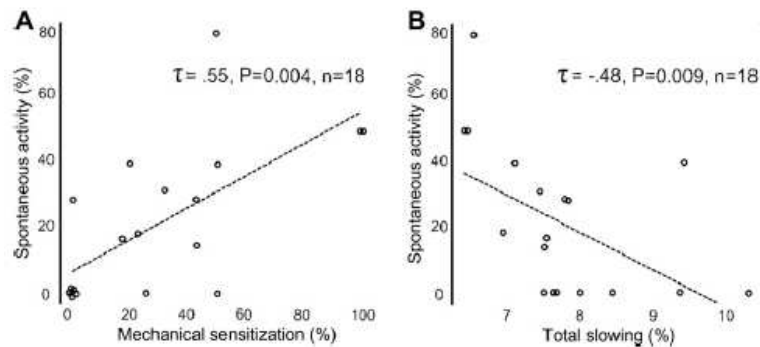 A
80
60
40
20
0
Spontaneous activity (%)
τ = .55, P=0.004, n=18
0 20 40 60 80 100
Mechanical sensitization (%)
B
80
60
40
20
0
Spontaneous activity (%)
τ = -.48, P=0.009, n=18
7 8 9 10
Total slowing (%)